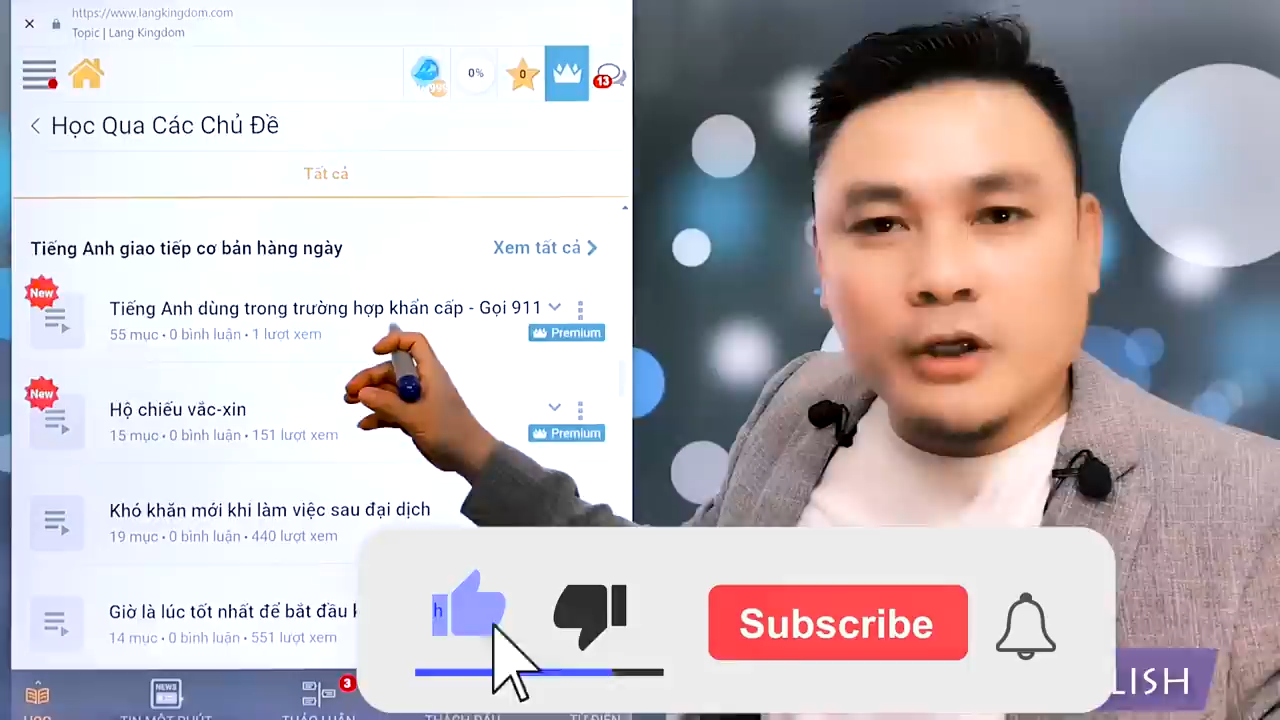 https://www.langkingdom.com
Topic | Lang Kingdom
0%
0
13
Học Qua Các Chủ Đề
Tất cả
Tiếng Anh giao tiếp cơ bản hàng ngày
Xem tất cả
New
Tiếng Anh dùng trong trường hợp khẩn cấp - Gọi 911
55 mục • 0 bình luận • 1 lượt xem
Premium
New
Hộ chiếu vắc-xin
15 mục • 0 bình luận • 151 lượt xem
Premium
Khó khăn mới khi làm việc sau đại dịch
19 mục • 0 bình luận • 440 lượt xem
Giờ là lúc tốt nhất để bắt đầu
14 mục • 0 bình luận • 551 lượt xem
h
Subscribe
LISH
NEWS
3